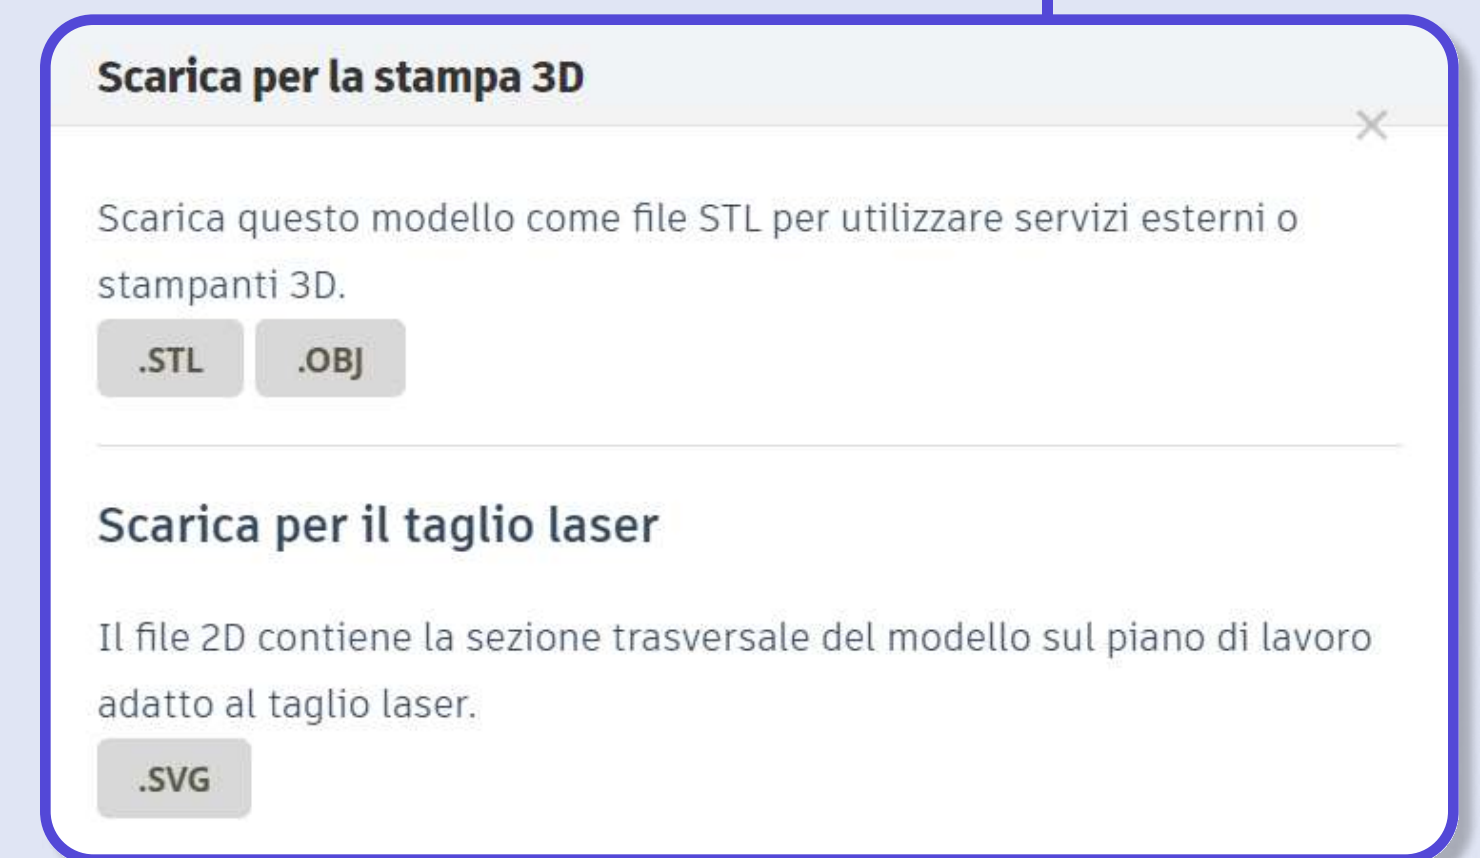 Scarica per la stampa 3D
Scarica questo modello come file STL per utilizzare servizi esterni o
stampanti 3D.
.STL .OBJ
Scarica per il taglio laser
Il file 2D contiene la sezione trasversale del modello sul piano di lavoro
adatto al taglio laser.
.SVG